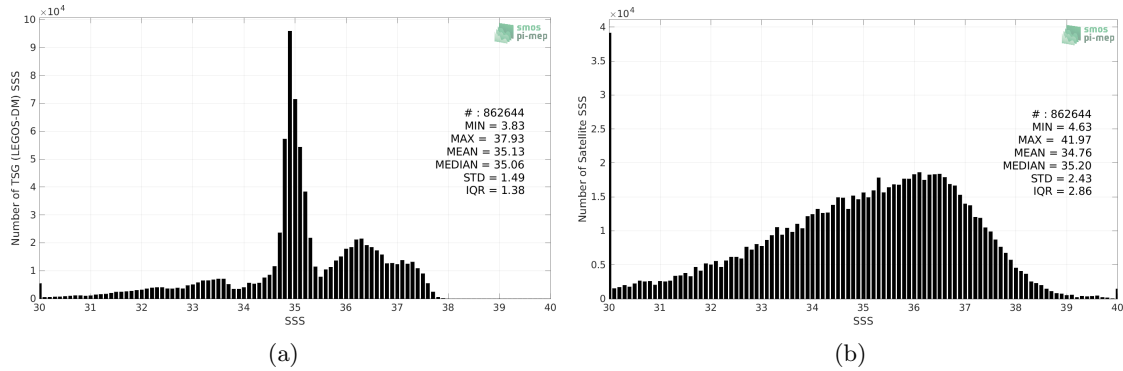 ×10⁴
10
9
8
7
6
5
4
3
2
1
0
Number of TSG (LEGOS-DM) SSS
30 31 32 33 34 35 36 37 38 39 40
SSS
smos
pi-mep
# : 862644
MIN = 3.83
MAX = 37.93
MEAN = 35.13
MEDIAN = 35.06
STD = 1.49
IQR = 1.38
(a)
×10⁴
4
3.5
3
2.5
2
1.5
1
0.5
0
Number of Satellite SSS
30 31 32 33 34 35 36 37 38 39 40
SSS
smos
pi-mep
# : 862644
MIN = 4.63
MAX = 41.97
MEAN = 34.76
MEDIAN = 35.20
STD = 2.43
IQR = 2.86
(b)